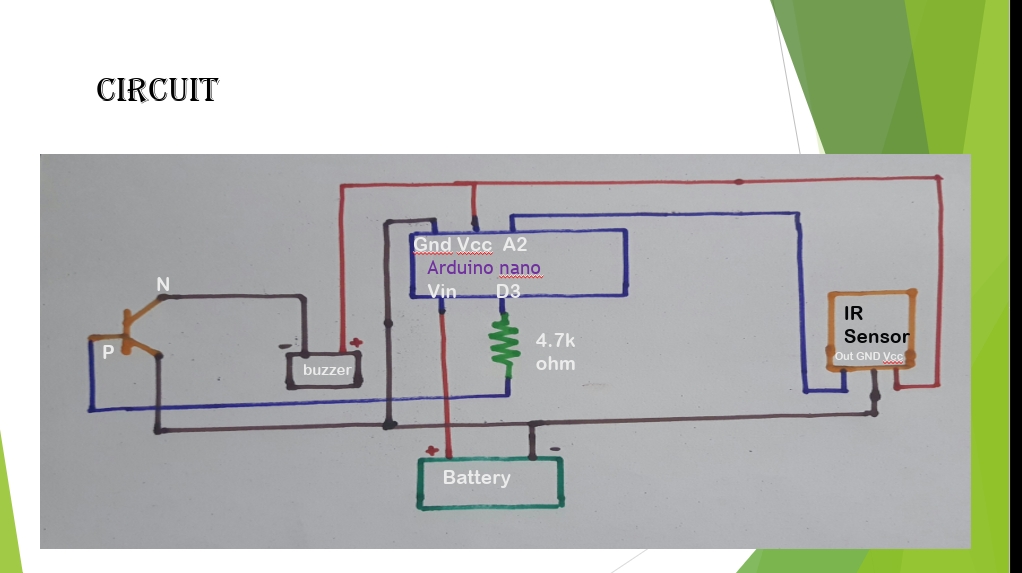 CIRCUIT
Gnd Vcc A2
Arduino nano
Vin D3
N
P
- +
buzzer
4.7k
ohm
IR
Sensor
Out GND Vcc
+ -
Battery